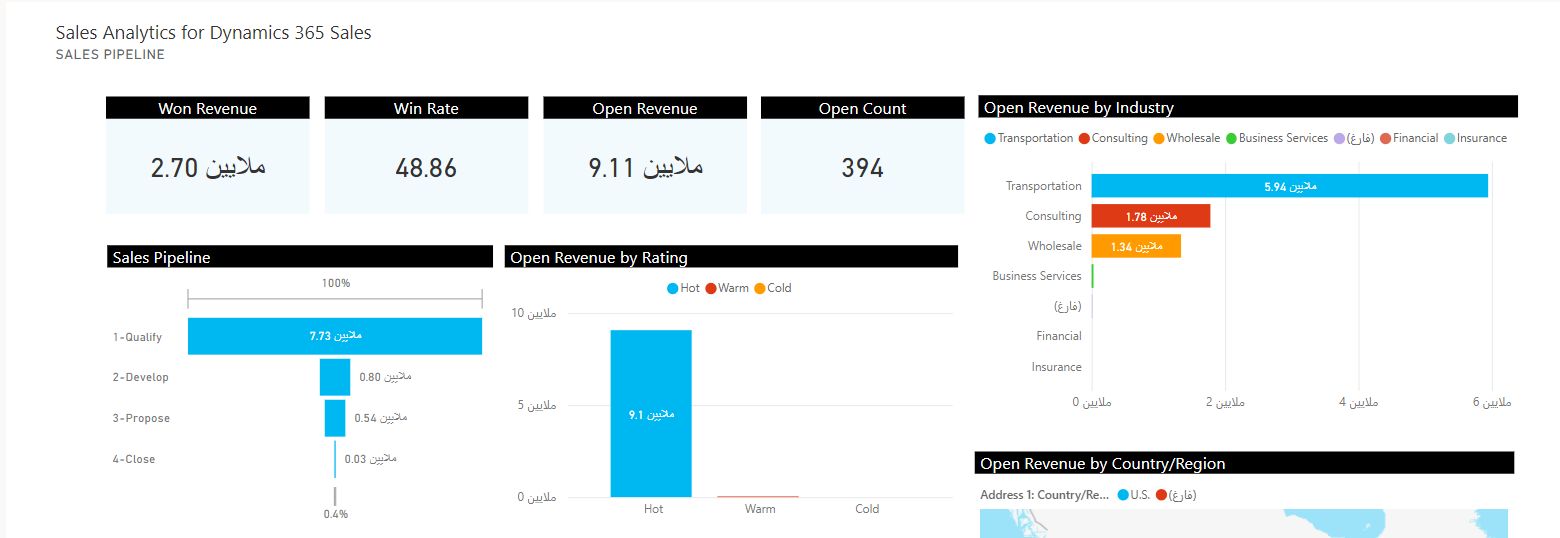 Sales Analytics for Dynamics 365 Sales
SALES PIPELINE
Won Revenue
2.70 ملايين
Win Rate
48.86
Open Revenue
9.11 ملايين
Open Count
394
Sales Pipeline
100%
1-Qualify
7.73 ملايين
2-Develop
0.80 ملايين
3-Propose
0.54 ملايين
4-Close
0.03 ملايين
0.4%
Open Revenue by Rating
Hot Warm Cold
10 ملايين
5 ملايين
0 ملايين
9.1 ملايين
Hot
Warm
Cold
Open Revenue by Industry
Transportation Consulting Wholesale Business Services (فارغ) Financial Insurance
Transportation
5.94 ملايين
Consulting
1.78 ملايين
Wholesale
1.34 ملايين
Business Services
(فارغ)
Financial
Insurance
0 ملايين
2 ملايين
4 ملايين
6 ملايين
Open Revenue by Country/Region
Address 1: Country/Re... U.S. (فارغ)